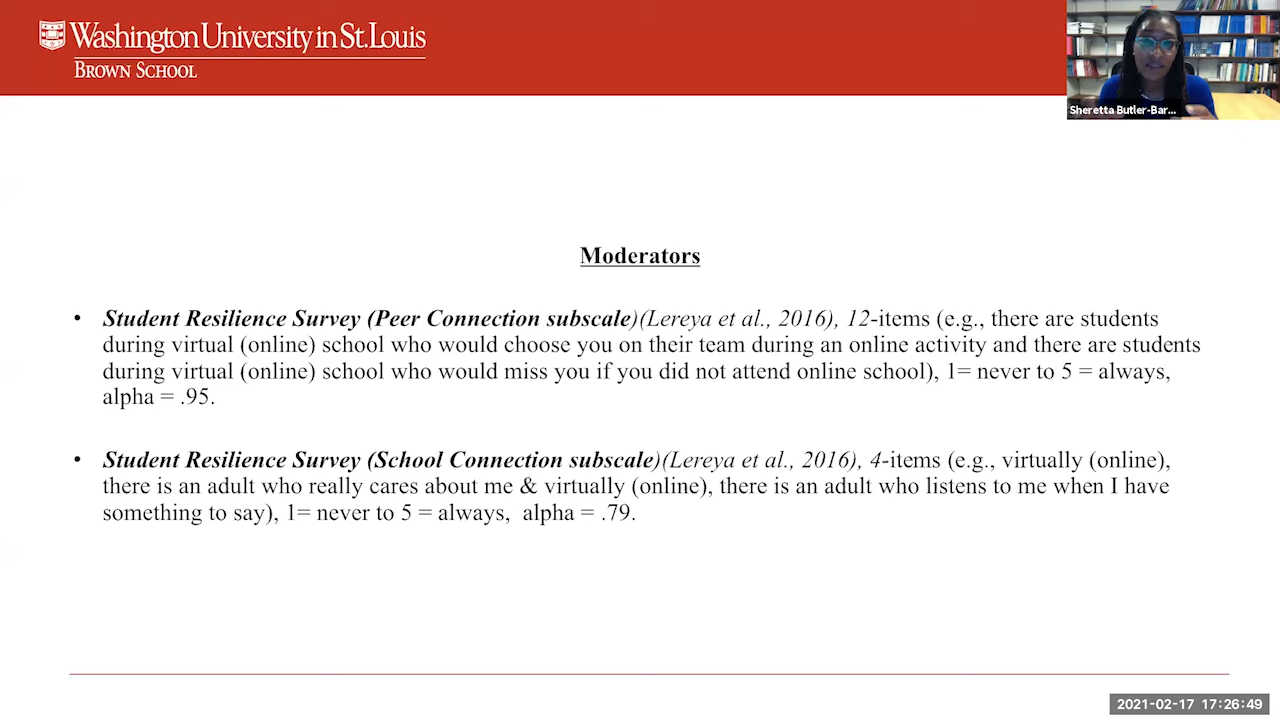 Washington University in St. Louis
BROWN SCHOOL
Sheretta Butler-Bar...
Moderators
• Student Resilience Survey (Peer Connection subscale)(Lereya et al., 2016), 12-items (e.g., there are students
during virtual (online) school who would choose you on their team during an online activity and there are students
during virtual (online) school who would miss you if you did not attend online school), 1= never to 5 = always,
alpha = .95.
• Student Resilience Survey (School Connection subscale)(Lereya et al., 2016), 4-items (e.g., virtually (online),
there is an adult who really cares about me & virtually (online), there is an adult who listens to me when I have
something to say), 1= never to 5 = always,  alpha = .79.
2021-02-17 17:26:49